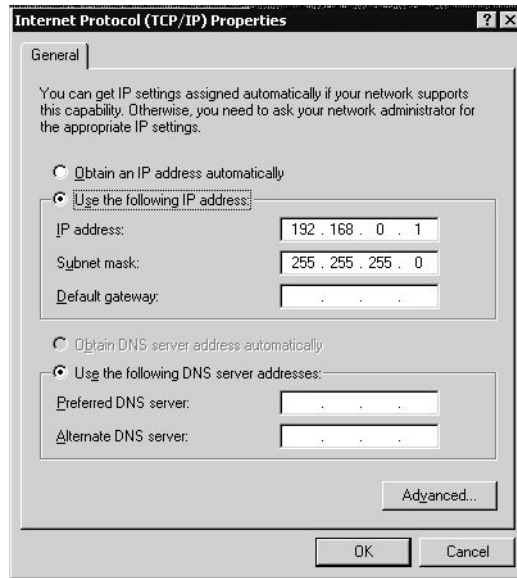 Internet Protocol (TCP/IP) Properties
General
You can get IP settings assigned automatically if your network supports
this capability. Otherwise, you need to ask your network administrator for
the appropriate IP settings.
Obtain an IP address automatically
Use the following IP address:
IP address: 192 . 168 . 0 . 1
Subnet mask: 255 . 255 . 255 . 0
Default gateway: . . .
Obtain DNS server address automatically
Use the following DNS server addresses:
Preferred DNS server: . . .
Alternate DNS server: . . .
Advanced...
OK Cancel